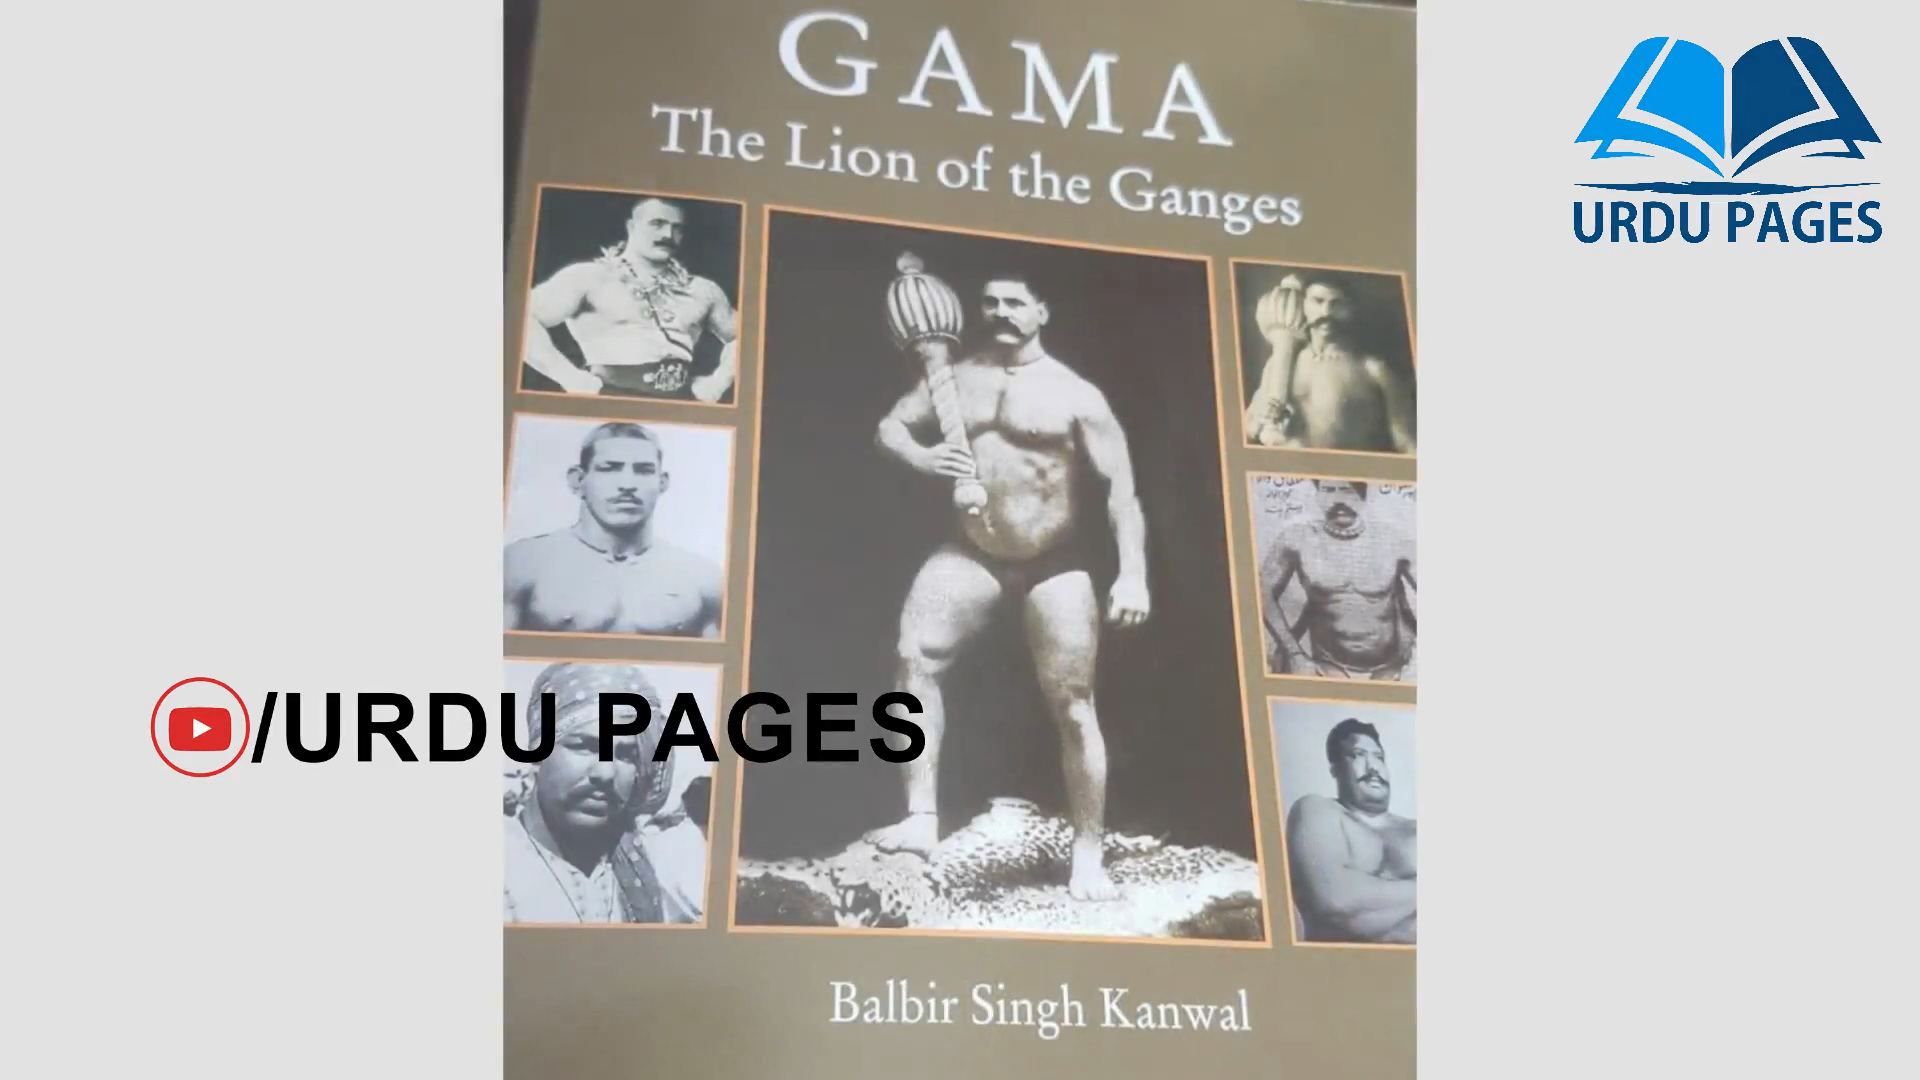 GAMA
The Lion of the Ganges
URDU PAGES
/URDU PAGES
Balbir Singh Kanwal